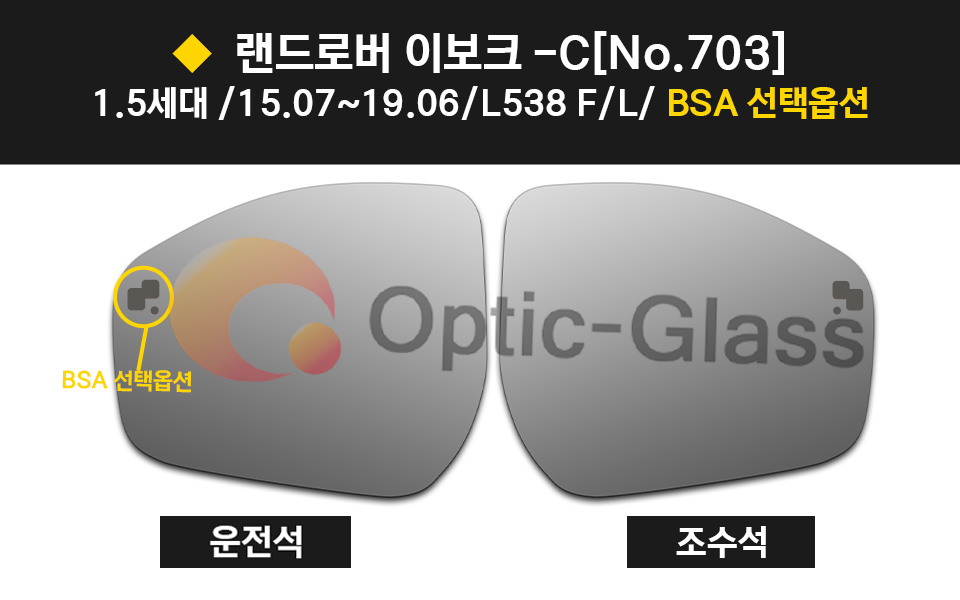 ◆ 랜드로버 이보크 -C[No.703]
1.5세대 /15.07~19.06/L538 F/L/ BSA 선택옵션
Optic-Glass
BSA 선택옵션
운전석
조수석